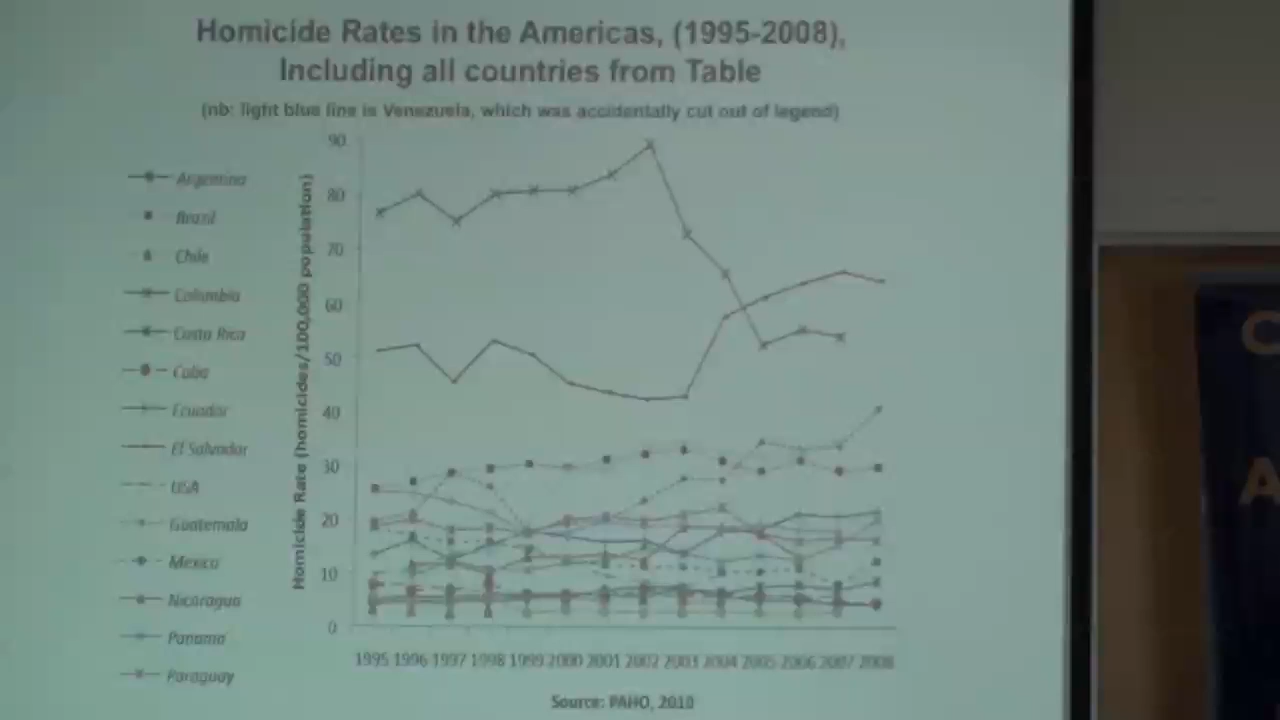 Homicide Rates in the Americas, (1995-2008),
Including all countries from Table
(nb: light blue line is Venezuela, which was accidentally cut out of legend)
Homicide Rate (homicides/100,000 population)
90
80
70
60
50
40
30
20
10
0
Argentina
Brazil
Chile
Colombia
Costa Rica
Cuba
Ecuador
El Salvador
USA
Guatemala
Mexico
Nicaragua
Panama
Paraguay
1995 1996 1997 1998 1999 2000 2001 2002 2003 2004 2005 2006 2007 2008
Source: PAHO, 2010
C
A